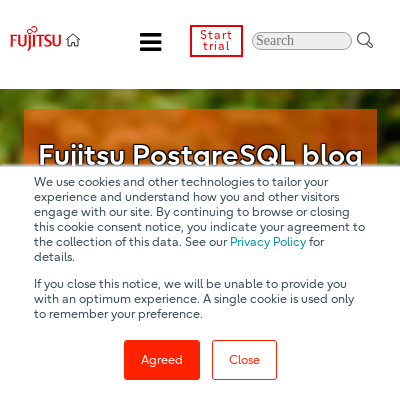 FUJITSU
Start
trial
Search
Fujitsu PostgreSQL blog
We use cookies and other technologies to tailor your
experience and understand how you and other visitors
engage with our site. By continuing to browse or closing
this cookie consent notice, you indicate your agreement to
the collection of this data. See our Privacy Policy for
details.
If you close this notice, we will be unable to provide you
with an optimum experience. A single cookie is used only
to remember your preference.
Agreed
Close